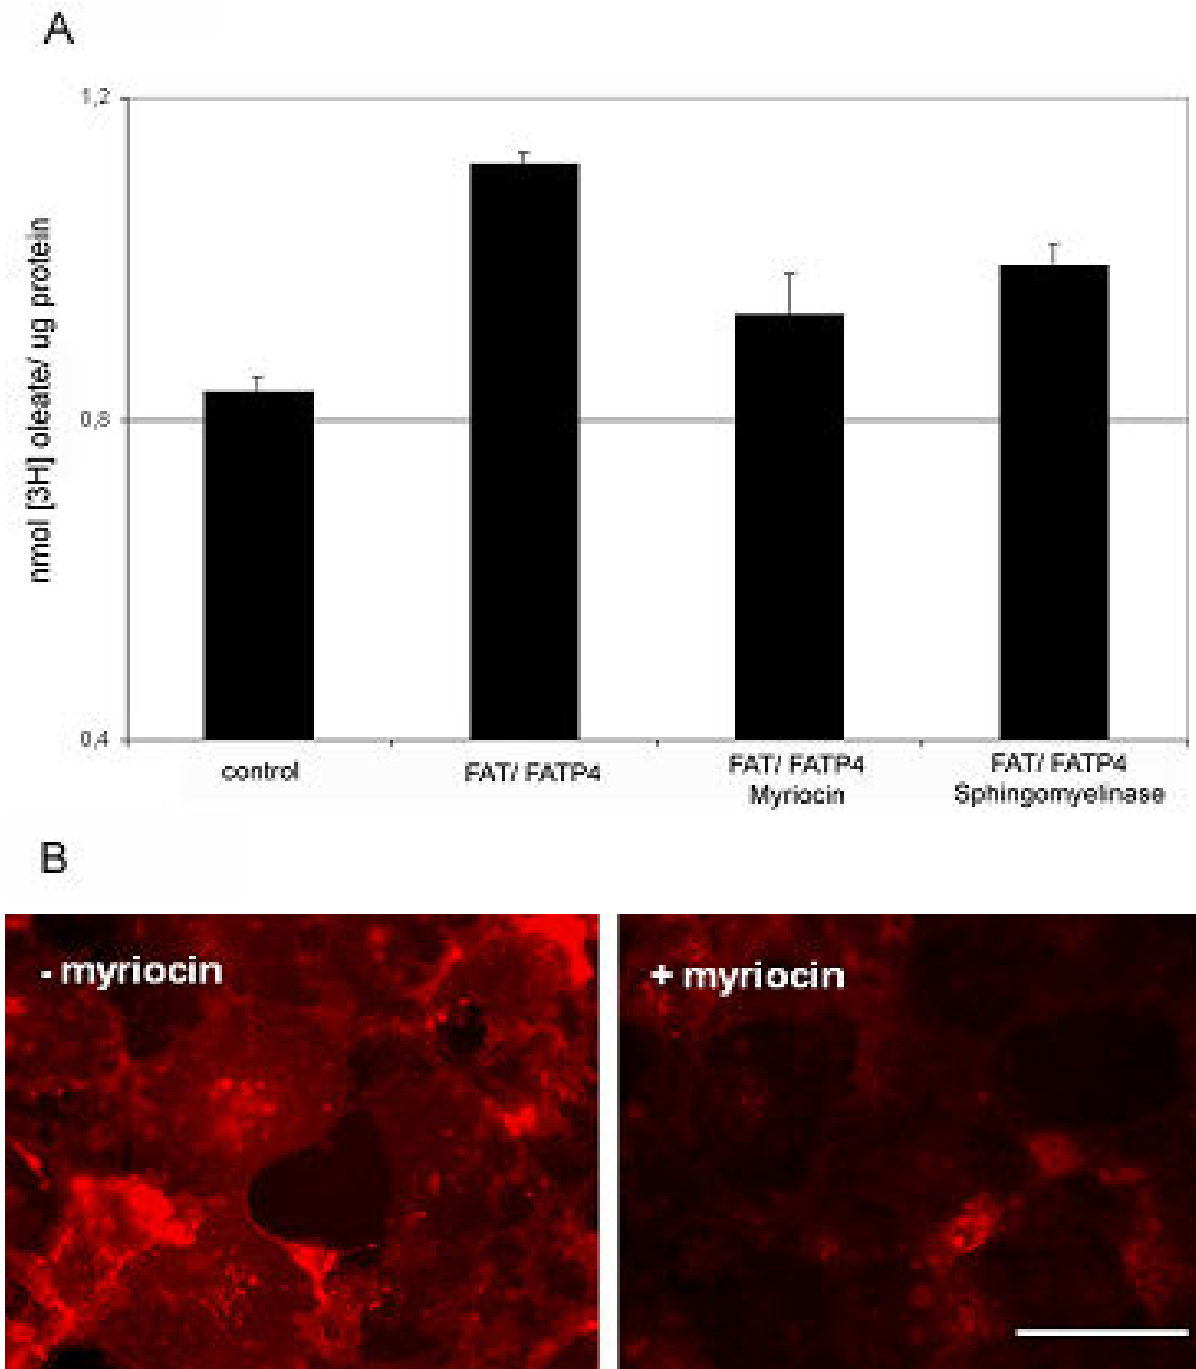 A
1,2
0,8
0,4
nmol [3H] oleate/ ug protein
control
FAT/ FATP4
FAT/ FATP4
Myriocin
FAT/ FATP4
Sphingomyelinase
B
- myriocin
+ myriocin